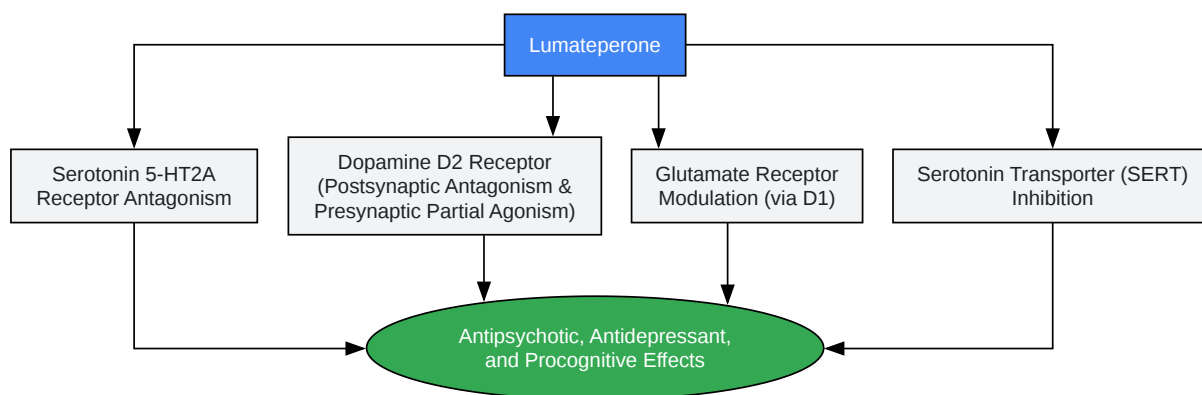 Lumateperone
Serotonin 5-HT2A
Receptor Antagonism
Dopamine D2 Receptor
(Postsynaptic Antagonism &
Presynaptic Partial Agonism)
Glutamate Receptor
Modulation (via D1)
Serotonin Transporter (SERT)
Inhibition
Antipsychotic, Antidepressant,
and Procognitive Effects